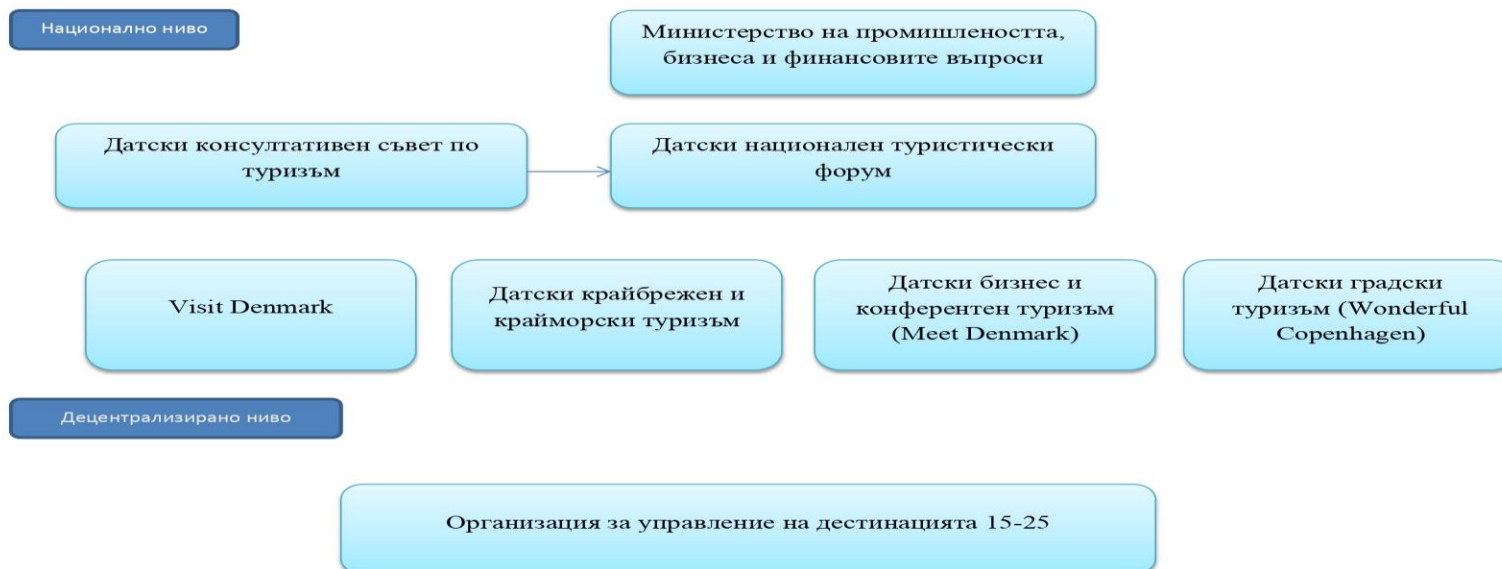 Национално ниво
Министерство на промишлеността,
бизнеса и финансовите въпроси
Датски консултативен съвет по
туризъм
Датски национален туристически
форум
Visit Denmark
Датски крайбрежен и
крайморски туризъм
Датски бизнес и
конферентен туризъм
(Meet Denmark)
Датски градски
туризъм (Wonderful
Copenhagen)
Децентрализирано ниво
Организация за управление на дестинацията 15-25